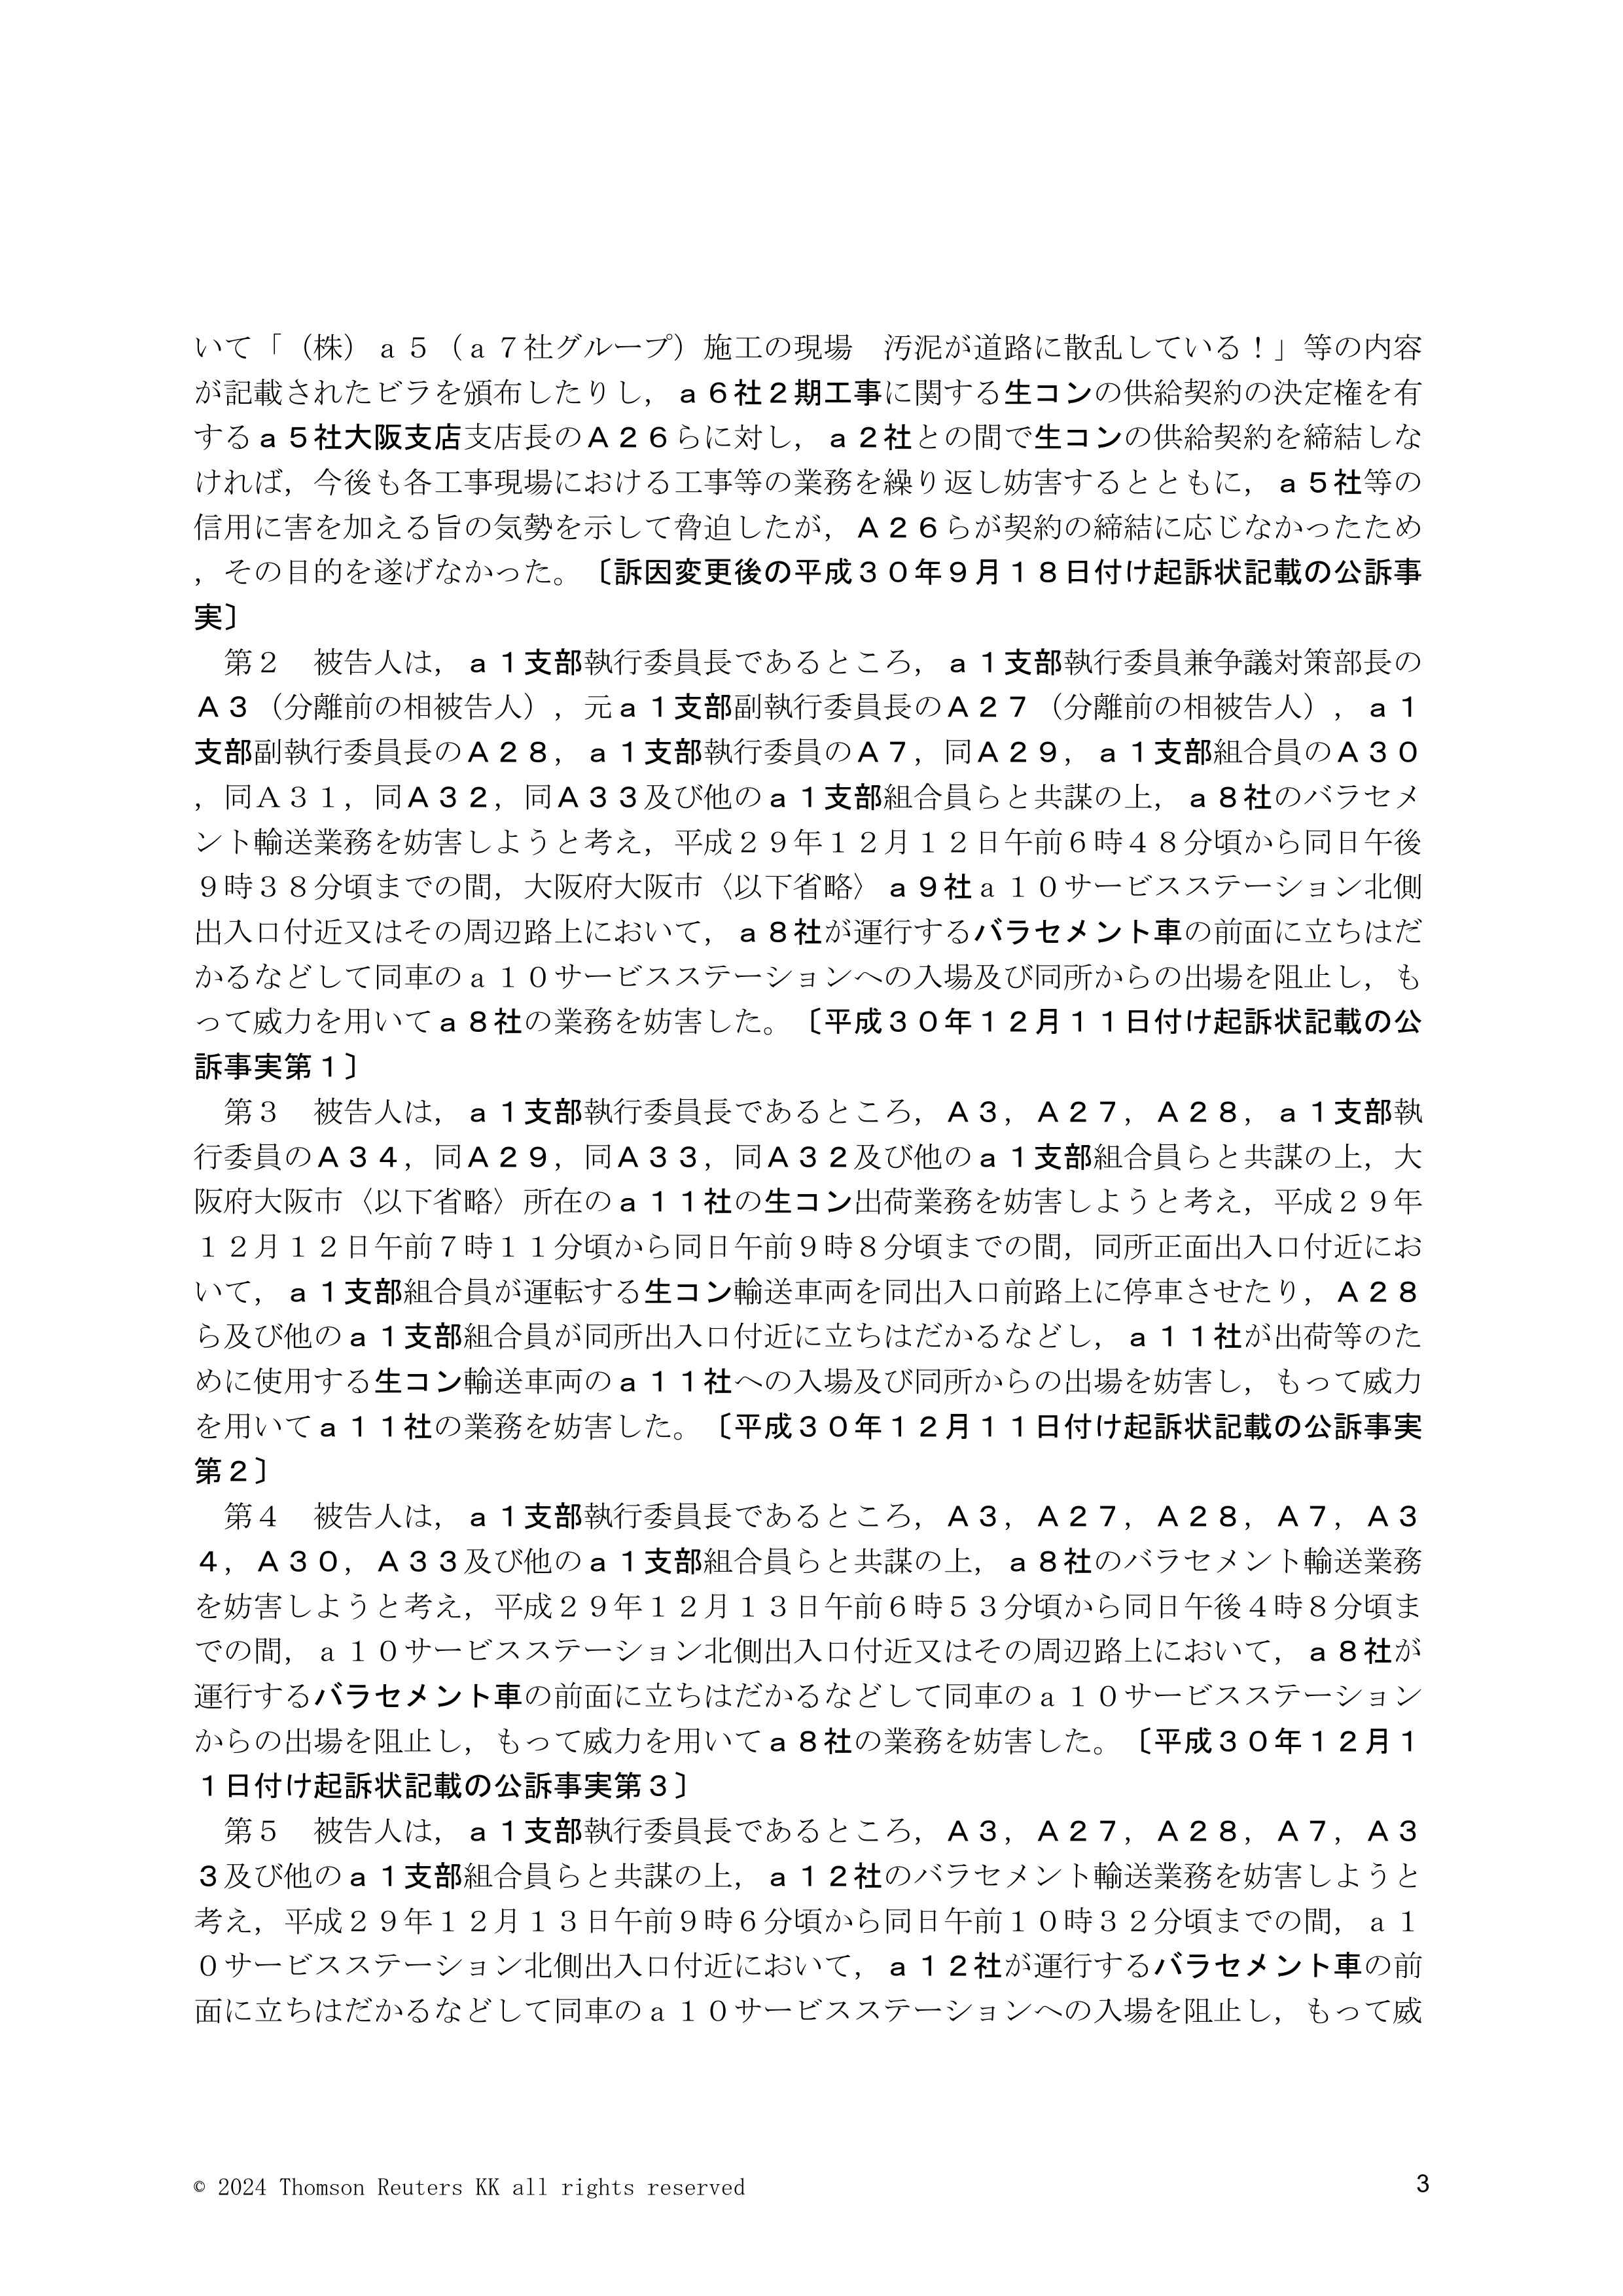 いて「（株）ａ５（ａ７社グループ）施工の現場　汚泥が道路に散乱している！」等の内容
が記載されたビラを頒布したりし，ａ６社２期工事に関する生コンの供給契約の決定権を有
するａ５社大阪支店支店長のＡ２６らに対し，ａ２社との間で生コンの供給契約を締結しな
ければ，今後も各工事現場における工事等の業務を繰り返し妨害するとともに，ａ５社等の
信用に害を加える旨の気勢を示して脅迫したが，Ａ２６らが契約の締結に応じなかったため
，その目的を遂げなかった。〔訴因変更後の平成３０年９月１８日付け起訴状記載の公訴事
実〕
　第２　被告人は，ａ１支部執行委員長であるところ，ａ１支部執行委員兼争議対策部長の
Ａ３（分離前の相被告人），元ａ１支部副執行委員長のＡ２７（分離前の相被告人），ａ１
支部副執行委員長のＡ２８，ａ１支部執行委員のＡ７，同Ａ２９，ａ１支部組合員のＡ３０
，同Ａ３１，同Ａ３２，同Ａ３３及び他のａ１支部組合員らと共謀の上，ａ８社のバラセメ
ント輸送業務を妨害しようと考え，平成２９年１２月１２日午前６時４８分頃から同日午後
９時３８分頃までの間，大阪府大阪市〈以下省略〉ａ９社ａ１０サービスステーション北側
出入口付近又はその周辺路上において，ａ８社が運行するバラセメント車の前面に立ちはだ
かるなどして同車のａ１０サービスステーションへの入場及び同所からの出場を阻止し，も
って威力を用いてａ８社の業務を妨害した。〔平成３０年１２月１１日付け起訴状記載の公
訴事実第１〕
　第３　被告人は，ａ１支部執行委員長であるところ，Ａ３，Ａ２７，Ａ２８，ａ１支部執
行委員のＡ３４，同Ａ２９，同Ａ３３，同Ａ３２及び他のａ１支部組合員らと共謀の上，大
阪府大阪市〈以下省略〉所在のａ１１社の生コン出荷業務を妨害しようと考え，平成２９年
１２月１２日午前７時１１分頃から同日午前９時８分頃までの間，同所正面出入口付近にお
いて，ａ１支部組合員が運転する生コン輸送車両を同出入口前路上に停車させたり，Ａ２８
ら及び他のａ１支部組合員が同所出入口付近に立ちはだかるなどし，ａ１１社が出荷等のた
めに使用する生コン輸送車両のａ１１社への入場及び同所からの出場を妨害し，もって威力
を用いてａ１１社の業務を妨害した。〔平成３０年１２月１１日付け起訴状記載の公訴事実
第２〕
　第４　被告人は，ａ１支部執行委員長であるところ，Ａ３，Ａ２７，Ａ２８，Ａ７，Ａ３
４，Ａ３０，Ａ３３及び他のａ１支部組合員らと共謀の上，ａ８社のバラセメント輸送業務
を妨害しようと考え，平成２９年１２月１３日午前６時５３分頃から同日午後４時８分頃ま
での間，ａ１０サービスステーション北側出入口付近又はその周辺路上において，ａ８社が
運行するバラセメント車の前面に立ちはだかるなどして同車のａ１０サービスステーション
からの出場を阻止し，もって威力を用いてａ８社の業務を妨害した。〔平成３０年１２月１
１日付け起訴状記載の公訴事実第３〕
　第５　被告人は，ａ１支部執行委員長であるところ，Ａ３，Ａ２７，Ａ２８，Ａ７，Ａ３
３及び他のａ１支部組合員らと共謀の上，ａ１２社のバラセメント輸送業務を妨害しようと
考え，平成２９年１２月１３日午前９時６分頃から同日午前１０時３２分頃までの間，ａ１
０サービスステーション北側出入口付近において，ａ１２社が運行するバラセメント車の前
面に立ちはだかるなどして同車のａ１０サービスステーションへの入場を阻止し，もって威
© 2024 Thomson Reuters KK all rights reserved
3